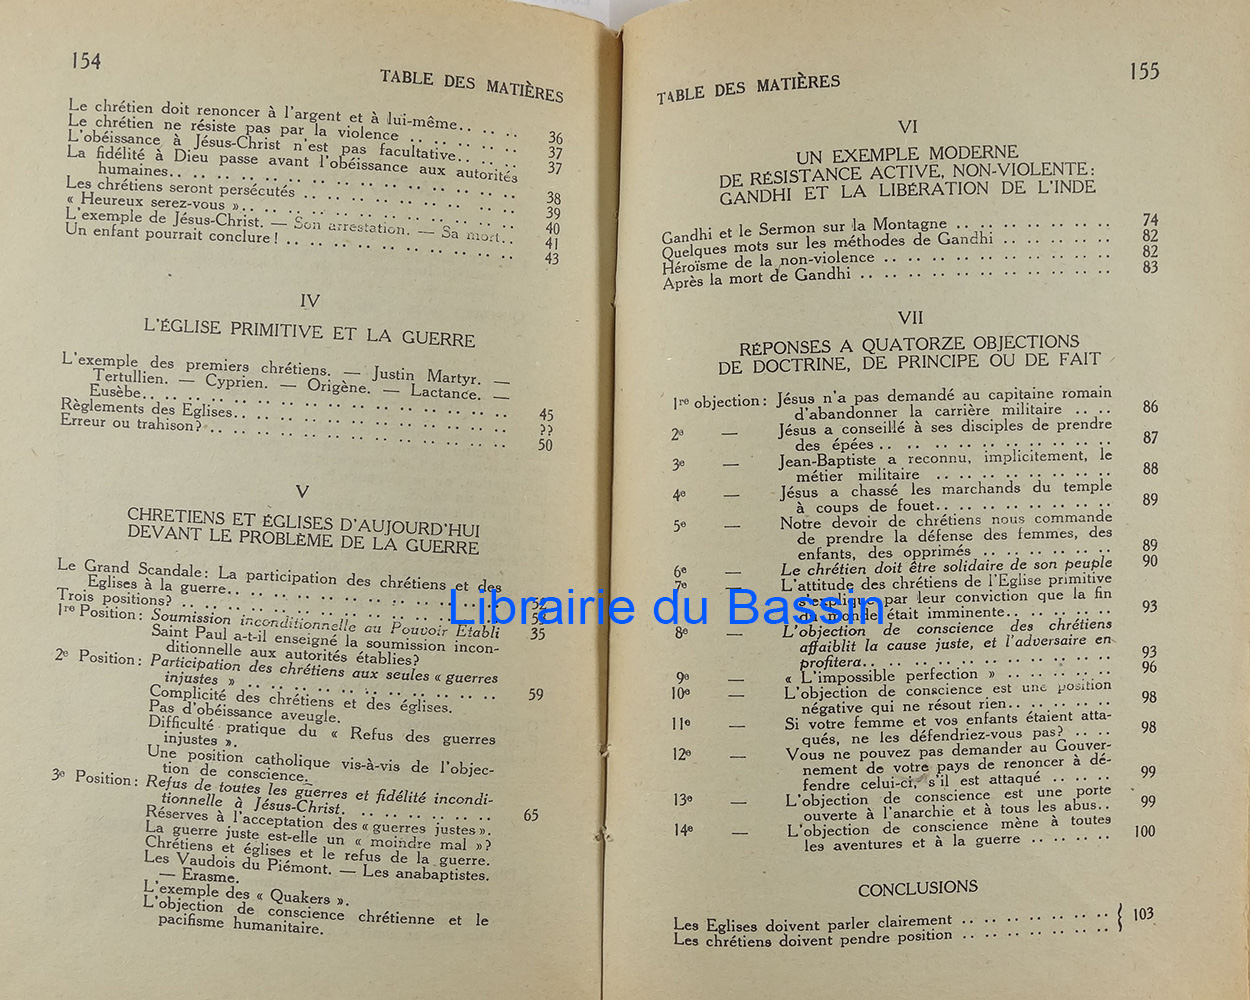 154
TABLE DES MATIÈRES
Le chrétien doit renoncer à l'argent et à lui-même.. .. .. .. 36
Le chrétien ne résiste pas par la violence .. .. .. .. .. .. 37
L'obéissance à Jésus-Christ n'est pas facultative.. .. .. .. 37
La fidélité à Dieu passe avant l'obéissance aux autorités
humaines.. .. .. .. .. .. .. .. .. .. .. .. .. .. .. 38
Les chrétiens seront persécutés .. .. .. .. .. .. .. .. .. 39
« Heureux serez-vous ».. .. .. .. .. .. .. .. .. .. .. .. 40
L'exemple de Jésus-Christ. — Son arrestation. — Sa mort.. 41
Un enfant pourrait conclure ! .. .. .. .. .. .. .. .. .. .. 43
IV
L'ÉGLISE PRIMITIVE ET LA GUERRE
L'exemple des premiers chrétiens. — Justin Martyr. —
Tertullien. — Cyprien. — Origène. — Lactance. —
Eusèbe.. .. .. .. .. .. .. .. .. .. .. .. .. .. .. .. 45
Règlements des Églises.. .. .. .. .. .. .. .. .. .. .. .. ??
Erreur ou trahison? .. .. .. .. .. .. .. .. .. .. .. .. .. 50
V
CHRETIENS ET ÉGLISES D'AUJOURD'HUI
DEVANT LE PROBLÈME DE LA GUERRE
Le Grand Scandale : La participation des chrétiens et des
Eglises à la guerre.. .. .. .. .. .. .. .. .. .. .. .. 52
Trois positions? .. .. .. .. .. .. .. .. .. .. .. .. .. ..
1re Position : Soumission inconditionnelle au Pouvoir Etabli 35
Saint Paul a-t-il enseigné la soumission incon-
ditionnelle aux autorités établies?
2e Position : Participation des chrétiens aux seules « guerres
injustes » .. .. .. .. .. .. .. .. .. .. .. .. 59
Complicité des chrétiens et des églises.
Pas d'obéissance aveugle.
Difficulté pratique du « Refus des guerres
injustes ».
Une position catholique vis-à-vis de l'objec-
tion de conscience.
3e Position : Refus de toutes les guerres et fidélité incondi-
tionnelle à Jésus-Christ. .. .. .. .. .. .. .. 65
Réserves à l'acceptation des « guerres justes ».
La guerre juste est-elle un « moindre mal »?
Chrétiens et églises et le refus de la guerre.
Les Vaudois du Piémont. — Les anabaptistes.
— Erasme.
L'exemple des « Quakers ».
L'objection de conscience chrétienne et le
pacifisme humanitaire.
155
TABLE DES MATIÈRES
VI
UN EXEMPLE MODERNE
DE RÉSISTANCE ACTIVE, NON-VIOLENTE :
GANDHI ET LA LIBÉRATION DE L'INDE
Gandhi et le Sermon sur la Montagne .. .. .. .. .. .. .. 74
Quelques mots sur les méthodes de Gandhi .. .. .. .. .. 82
Héroïsme de la non-violence .. .. .. .. .. .. .. .. .. .. 82
Après la mort de Gandhi .. .. .. .. .. .. .. .. .. .. .. 83
VII
RÉPONSES A QUATORZE OBJECTIONS
DE DOCTRINE, DE PRINCIPE OU DE FAIT
1re objection : Jésus n'a pas demandé au capitaine romain
d'abandonner la carrière militaire .. .. .. 86
2e — Jésus a conseillé à ses disciples de prendre
des épées .. .. .. .. .. .. .. .. .. .. .. 87
3e — Jean-Baptiste a reconnu, implicitement, le
métier militaire .. .. .. .. .. .. .. .. .. 88
4e — Jésus a chassé les marchands du temple
à coups de fouet.. .. .. .. .. .. .. .. .. 89
5e — Notre devoir de chrétiens nous commande
de prendre la défense des femmes, des
enfants, des opprimés .. .. .. .. .. .. .. 89
6e — Le chrétien doit être solidaire de son peuple 90
7e — L'attitude des chrétiens de l'Eglise primitive
s'explique par leur conviction que la fin
du monde était imminente.. .. .. .. .. .. 93
8e — L'objection de conscience des chrétiens
affaiblit la cause juste, et l'adversaire en
profitera.. .. .. .. .. .. .. .. .. .. .. .. 93
9e — « L'impossible perfection » .. .. .. .. .. .. 96
10e — L'objection de conscience est une position
négative qui ne résout rien.. .. .. .. .. .. 98
11e — Si votre femme et vos enfants étaient atta-
qués, ne les défendriez-vous pas? .. .. .. 98
12e — Vous ne pouvez pas demander au Gouver-
nement de votre pays de renoncer à dé-
fendre celui-ci, s'il est attaqué .. .. .. .. 99
13e — L'objection de conscience est une porte
ouverte à l'anarchie et à tous les abus.. 99
14e — L'objection de conscience mène à toutes
les aventures et à la guerre .. .. .. .. .. 100
CONCLUSIONS
Les Eglises doivent parler clairement .. .. .. .. .. .. .. { 103
Les chrétiens doivent pendre position .. .. .. .. .. .. ..
Librairie du Bassin